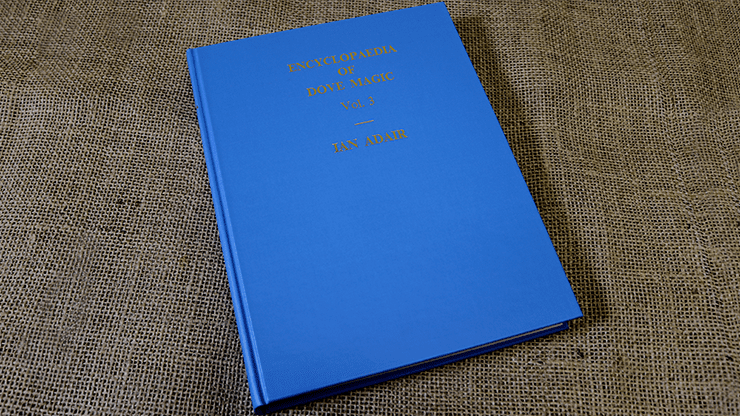 ENCYCLOPAEDIA
OF
DOVE MAGIC
Vol. 3
IAN ADAIR